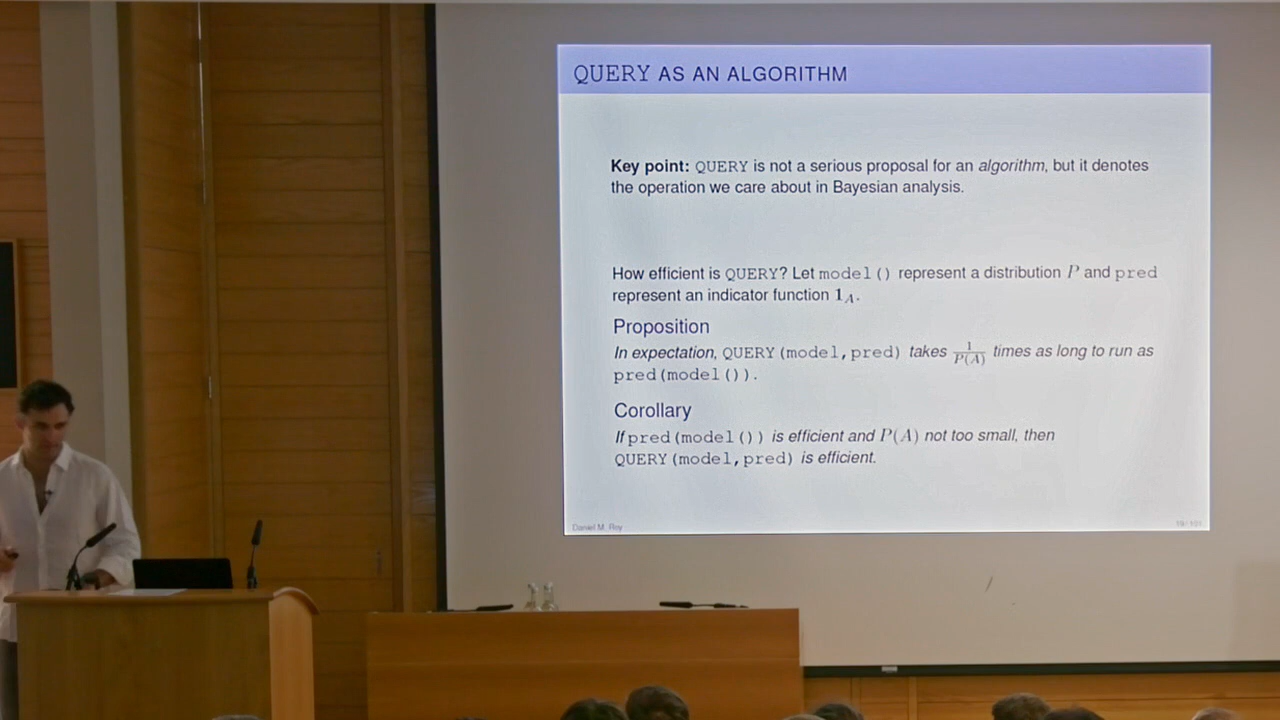 QUERY AS AN ALGORITHM
Key point: QUERY is not a serious proposal for an algorithm, but it denotes
the operation we care about in Bayesian analysis.
How efficient is QUERY? Let model() represent a distribution P and pred
represent an indicator function 1_A.
Proposition
In expectation, QUERY(model,pred) takes 1/P(A) times as long to run as
pred(model()).
Corollary
If pred(model()) is efficient and P(A) not too small, then
QUERY(model,pred) is efficient.
Daniel M. Roy